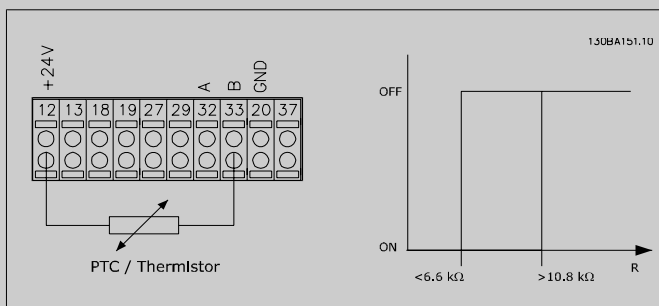 130BA151.10
+24V
A
B
GND
12 13 18 19 27 29 32 33 20 37
PTC / Thermistor
OFF
ON
<6.6 kΩ
>10.8 kΩ
R